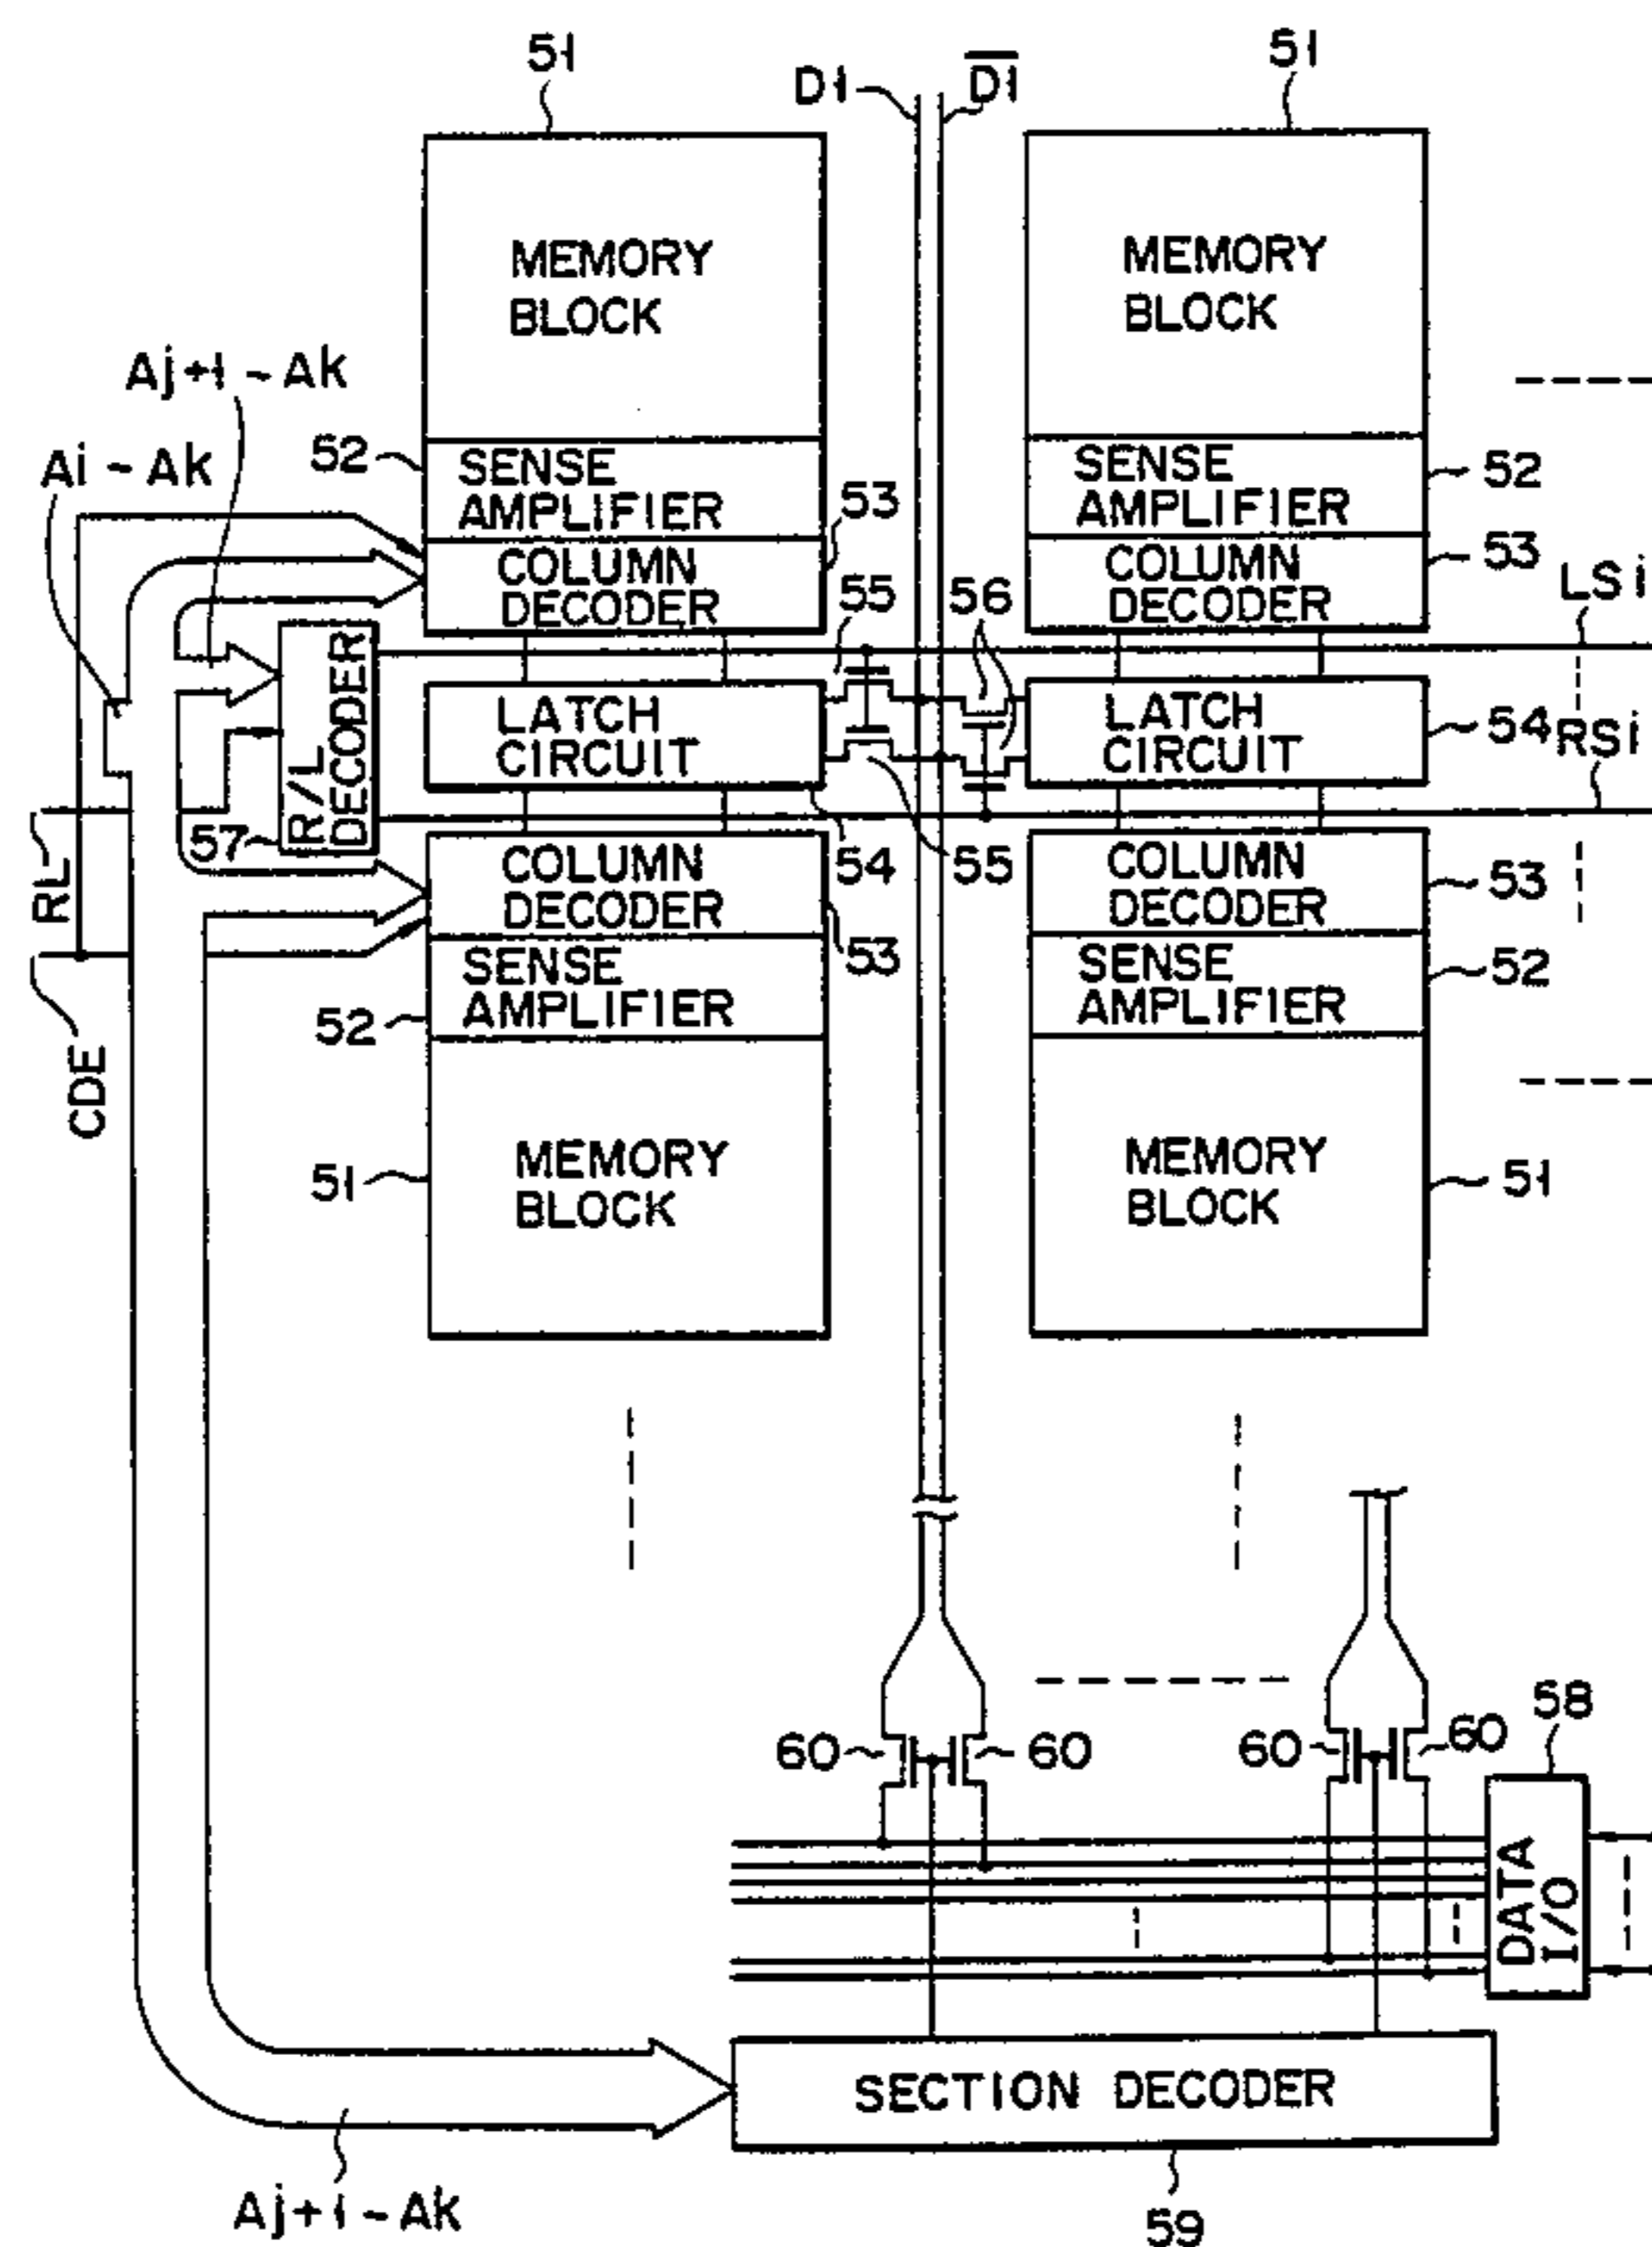 51
D1
D1
51
MEMORY
BLOCK
MEMORY
BLOCK
Aj+1 - Ak
Ai - Ak
52
SENSE
AMPLIFIER
53
SENSE
AMPLIFIER
52
COLUMN
DECODER
55
56
COLUMN
DECODER
53
LSi
R/L
DECODER
LATCH
CIRCUIT
LATCH
CIRCUIT
54
RSi
57
RL
COLUMN
DECODER
54
55
COLUMN
DECODER
53
CDE
SENSE
AMPLIFIER
53
52
SENSE
AMPLIFIER
52
51
MEMORY
BLOCK
MEMORY
BLOCK
51
58
60
60
60
60
DATA
I/O
SECTION DECODER
Aj+1 - Ak
59